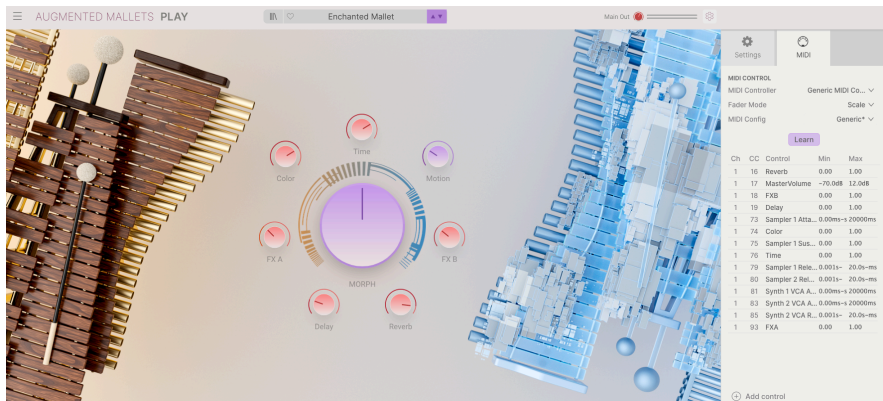 AUGMENTED MALLETS PLAY
Enchanted Mallet
Main Out
Time
Color
Motion
FX A
FX B
MORPH
Delay
Reverb
Settings
MIDI
MIDI CONTROL
MIDI Controller Generic MIDI Co...
Fader Mode Scale
MIDI Config Generic*
Learn
Ch CC Control Min Max
1 16 Reverb 0.00 1.00
1 17 MasterVolume -70.0dB 12.0dB
1 18 FXB 0.00 1.00
1 19 Delay 0.00 1.00
1 73 Sampler 1 Atta... 0.00ms-s 20000ms
1 74 Color 0.00 1.00
1 75 Sampler 1 Sus... 0.00 1.00
1 76 Time 0.00 1.00
1 79 Sampler 1 Rele... 0.001s- 20.0s-ms
1 80 Sampler 2 Rel... 0.001s- 20.0s-ms
1 81 Synth 1 VCA A... 0.00ms-s 20000ms
1 83 Synth 2 VCA A... 0.00ms-s 20000ms
1 85 Synth 2 VCA R... 0.001s- 20.0s-ms
1 93 FXA 0.00 1.00
Add control